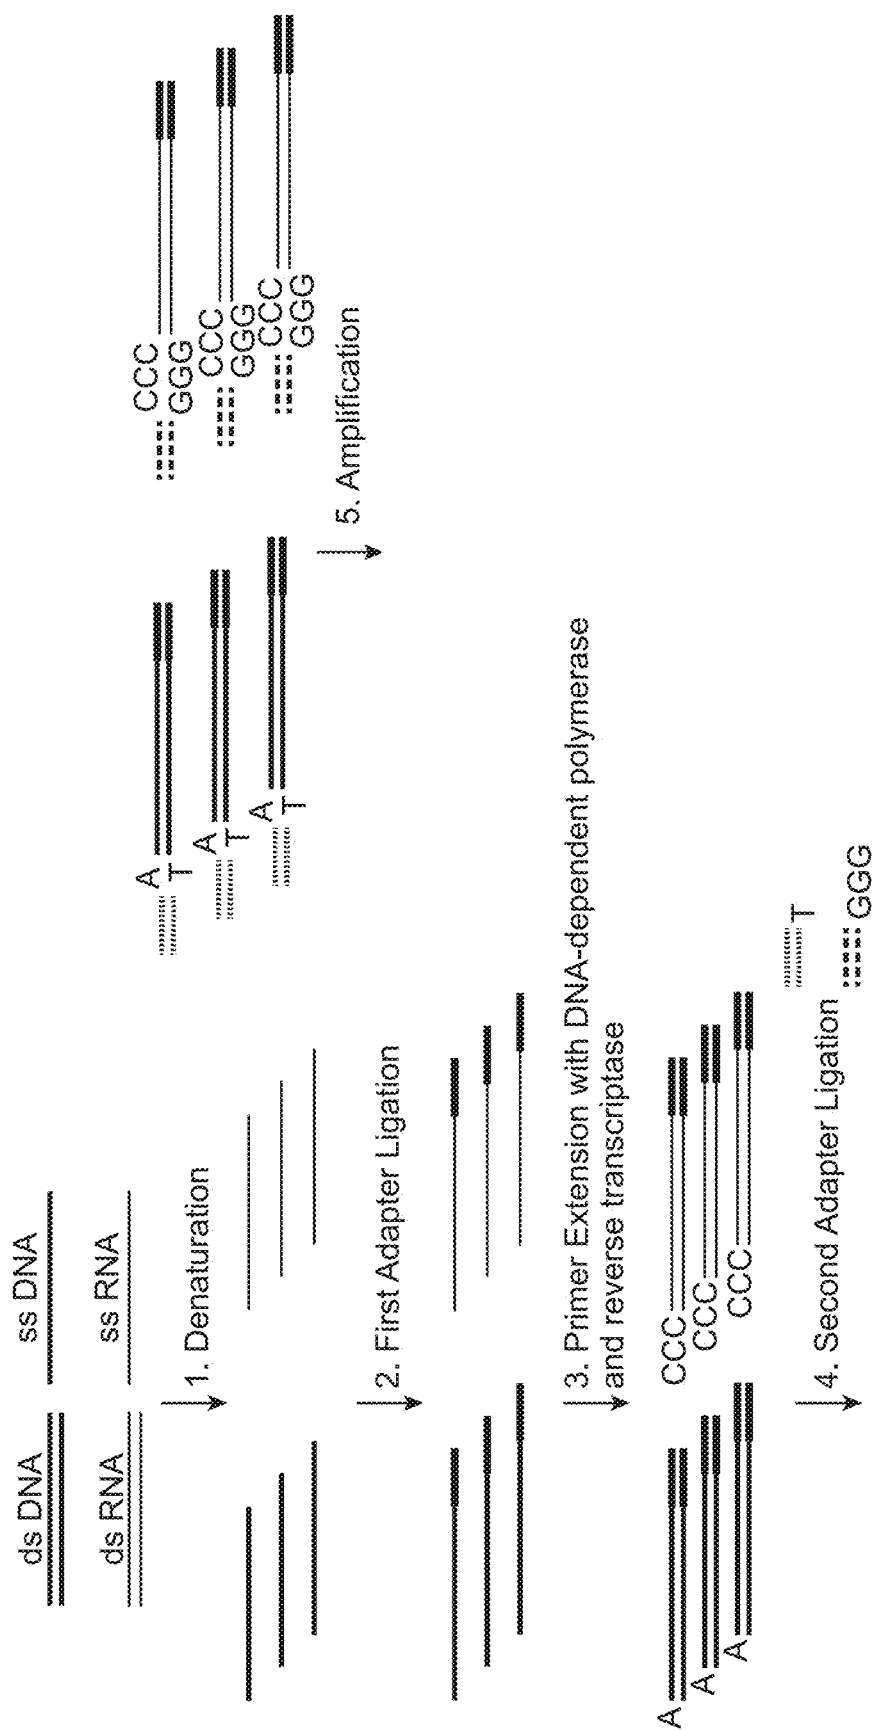 ds DNA
ss DNA
ds RNA
ss RNA
1. Denaturation
2. First Adapter Ligation
3. Primer Extension with DNA-dependent polymerase
and reverse transcriptase
A
A
A
CCC
CCC
CCC
4. Second Adapter Ligation
T
GGG
A
T
A
T
A
T
CCC
GGG
CCC
GGG
CCC
GGG
5. Amplification